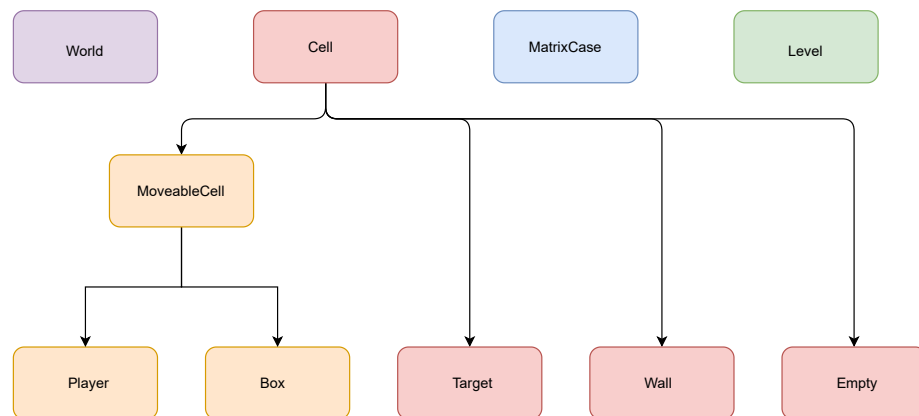 World
Cell
MatrixCase
Level
MoveableCell
Player
Box
Target
Wall
Empty